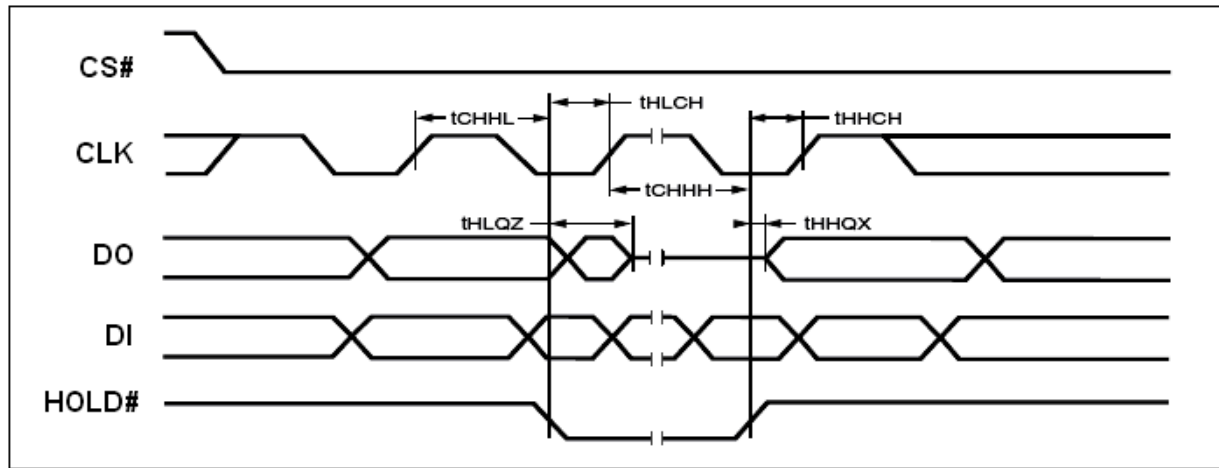 CS#
tHLCH
tCHHL
tHHCH
CLK
tCHHH
tHLQZ
tHHQX
DO
DI
HOLD#